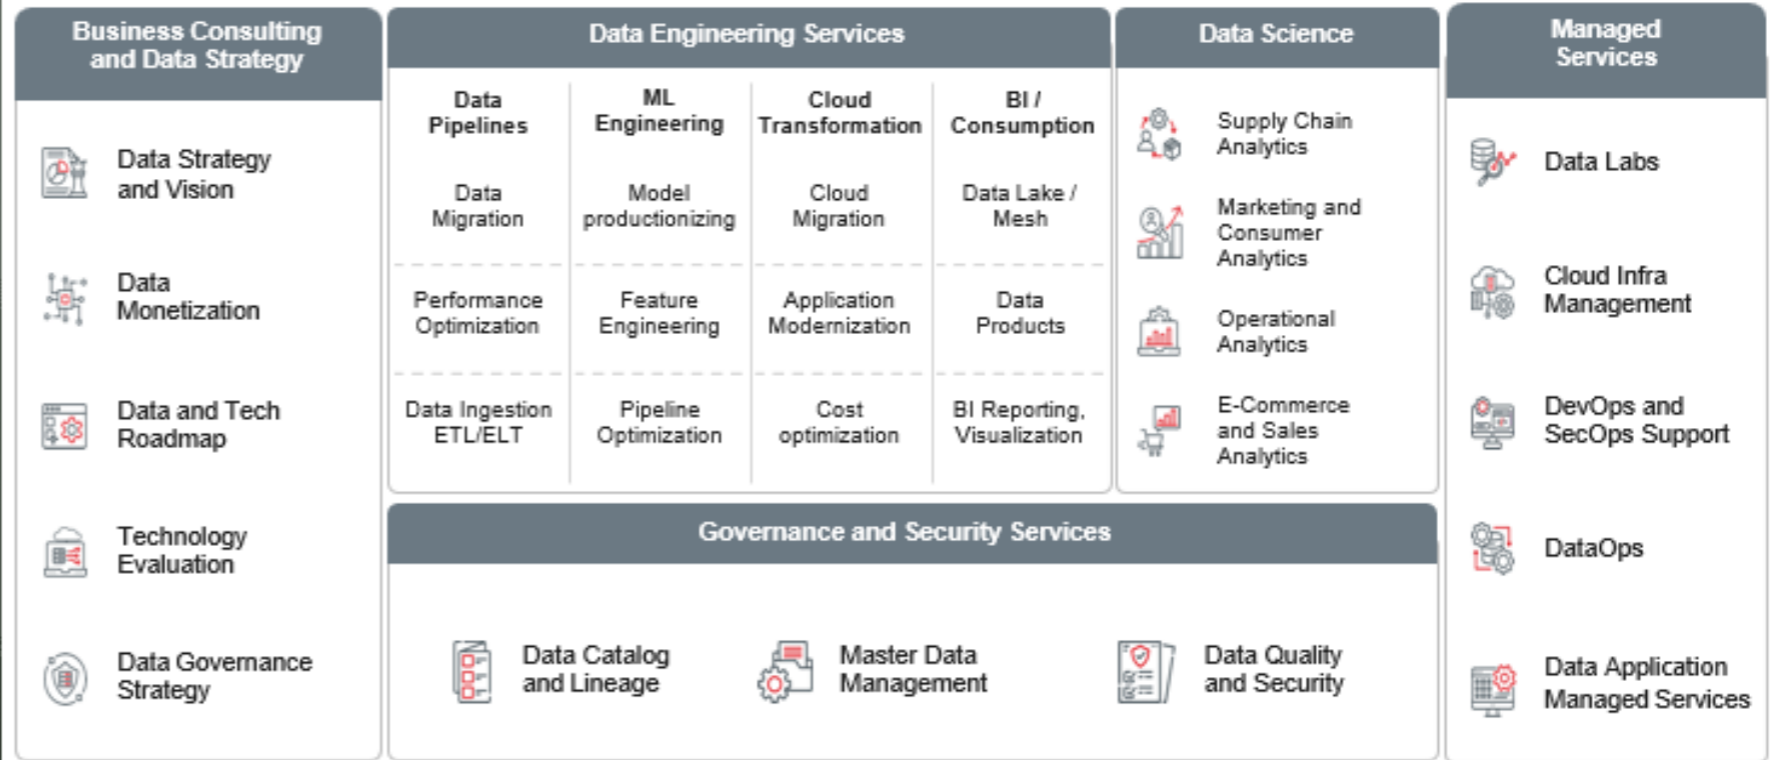 Business Consulting
and Data Strategy
Data Strategy
and Vision
Data
Monetization
Data and Tech
Roadmap
Technology
Evaluation
Data Governance
Strategy
Data Engineering Services
Data
Pipelines
Data
Migration
Performance
Optimization
Data Ingestion
ETL/ELT
ML
Engineering
Model
productionizing
Feature
Engineering
Pipeline
Optimization
Cloud
Transformation
Cloud
Migration
Application
Modernization
Cost
optimization
BI /
Consumption
Data Lake /
Mesh
Data
Products
BI Reporting,
Visualization
Data Science
Supply Chain
Analytics
Marketing and
Consumer
Analytics
Operational
Analytics
E-Commerce
and Sales
Analytics
Governance and Security Services
Data Catalog
and Lineage
Master Data
Management
Data Quality
and Security
Managed
Services
Data Labs
Cloud Infra
Management
DevOps and
SecOps Support
DataOps
Data Application
Managed Services